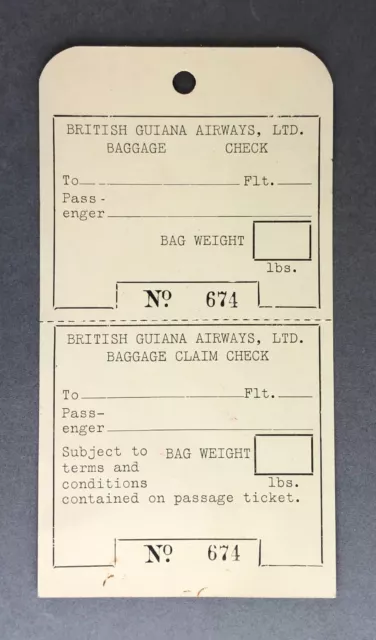 BRITISH GUIANA AIRWAYS, LTD.
BAGGAGE CHECK
To Flt.
Pass-
enger
BAG WEIGHT
lbs.
No. 674
BRITISH GUIANA AIRWAYS, LTD.
BAGGAGE CLAIM CHECK
To Flt.
Pass-
enger
Subject to BAG WEIGHT
terms and
conditions lbs.
contained on passage ticket.
No. 674